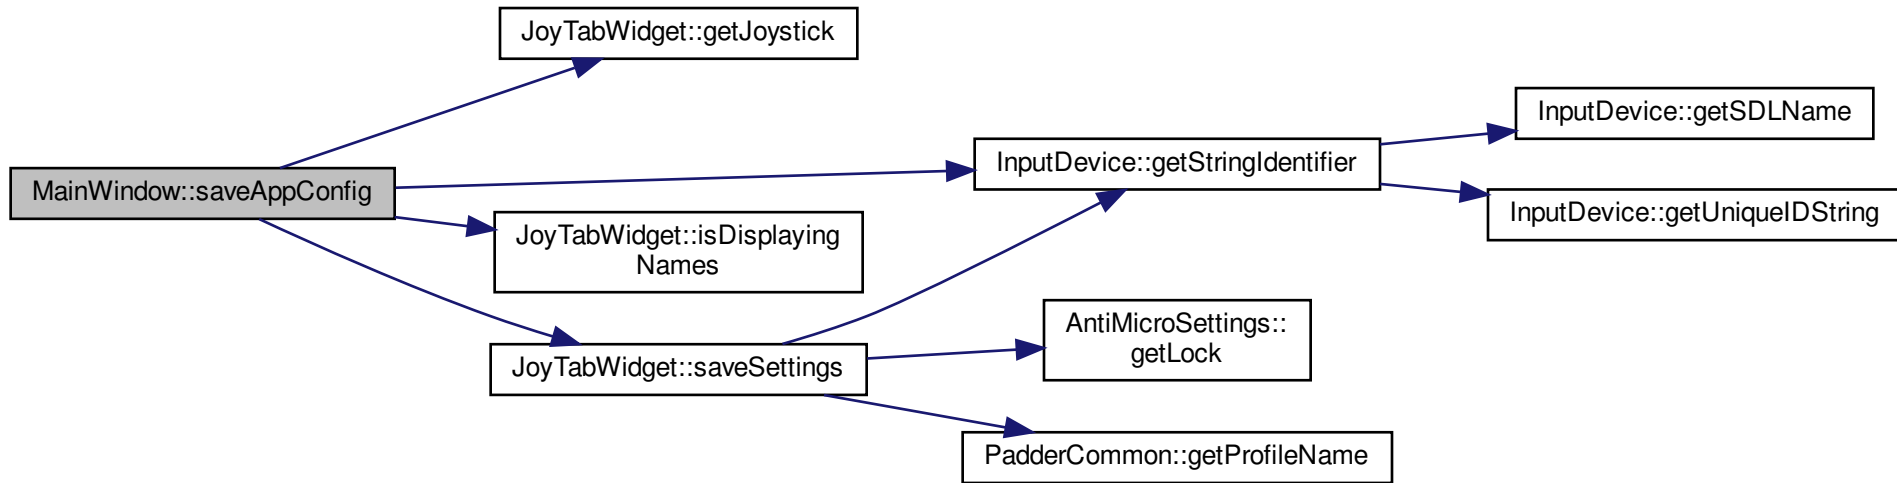 MainWindow::saveAppConfig
JoyTabWidget::getJoystick
InputDevice::getStringIdentifier
InputDevice::getSDLName
InputDevice::getUniqueIDString
JoyTabWidget::isDisplaying
Names
JoyTabWidget::saveSettings
AntiMicroSettings::
getLock
PadderCommon::getProfileName